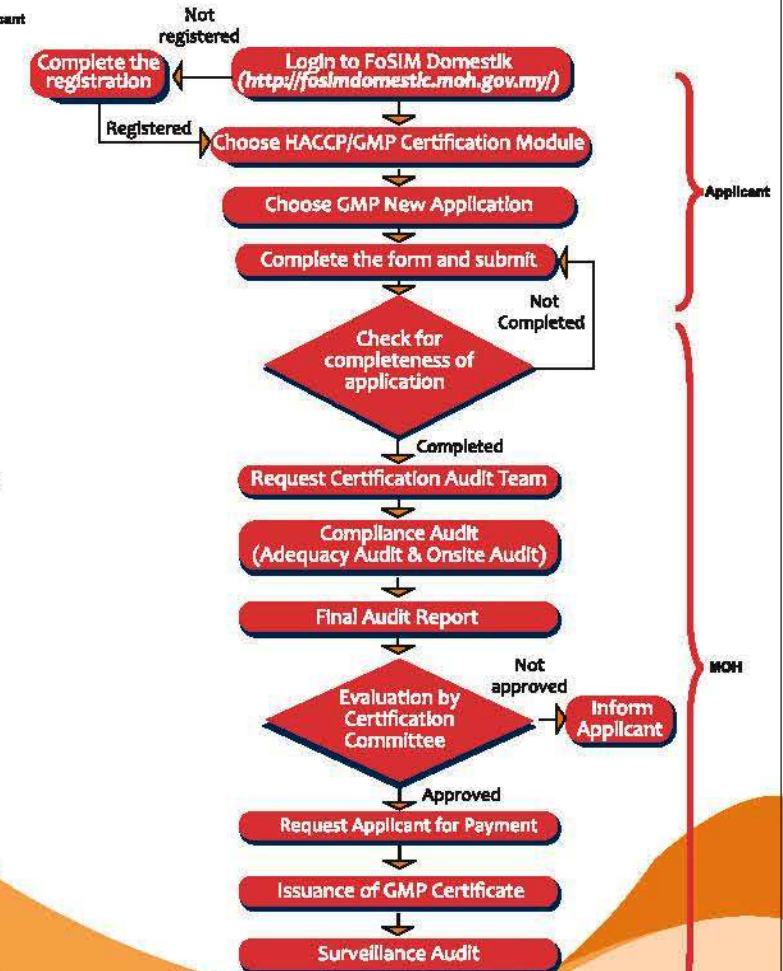 Not
registered
Complete the
registration
Login to FoSIM Domestik
(http://fosimdomestic.moh.gov.my/)
Registered
Choose HACCP/GMP Certification Module
Applicant
Choose GMP New Application
Complete the form and submit
Not
Completed
Check for
completeness of
application
Completed
Request Certification Audit Team
Compliance Audit
(Adequacy Audit & Onsite Audit)
Final Audit Report
MOH
Not
approved
Evaluation by
Certification
Committee
Inform
Applicant
Approved
Request Applicant for Payment
Issuance of GMP Certificate
Surveillance Audit